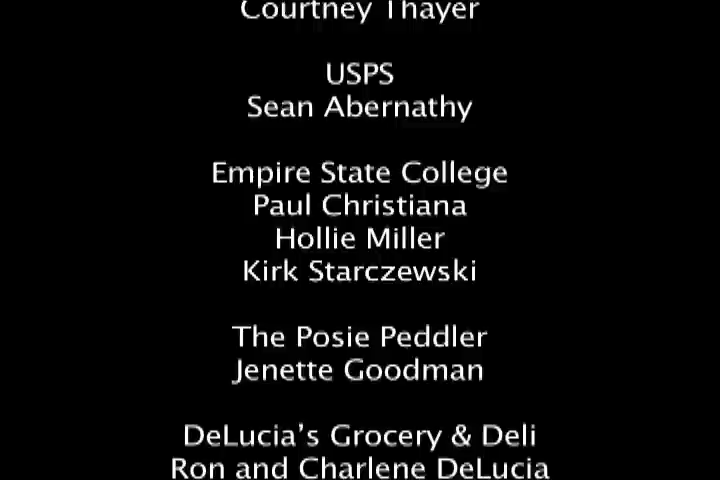 Courtney Thayer
USPS
Sean Abernathy
Empire State College
Paul Christiana
Hollie Miller
Kirk Starczewski
The Posie Peddler
Jenette Goodman
DeLucia's Grocery & Deli
Ron and Charlene DeLucia